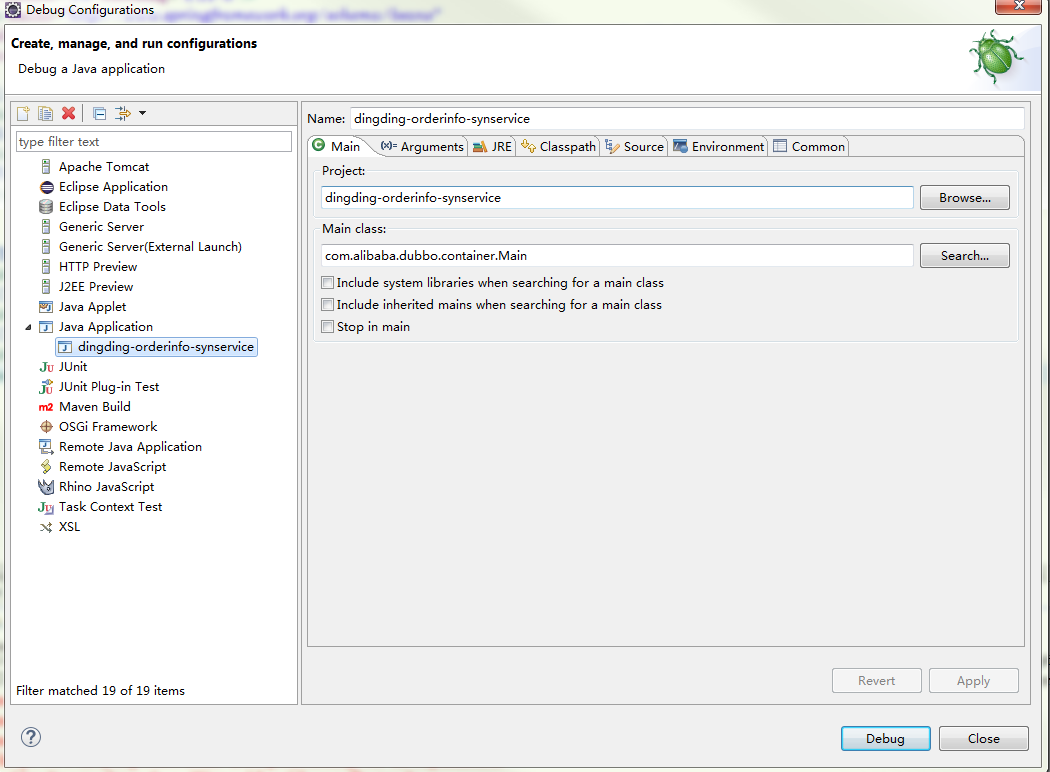 Debug Configurations
Create, manage, and run configurations
Debug a Java application
type filter text
Apache Tomcat
Eclipse Application
Eclipse Data Tools
Generic Server
Generic Server(External Launch)
HTTP Preview
J2EE Preview
Java Applet
Java Application
dingding-orderinfo-synservice
JUnit
JUnit Plug-in Test
Maven Build
OSGi Framework
Remote Java Application
Remote JavaScript
Rhino JavaScript
Task Context Test
XSL
Filter matched 19 of 19 items
Name: dingding-orderinfo-synservice
Main (x)= Arguments JRE Classpath Source Environment Common
Project:
dingding-orderinfo-synservice Browse...
Main class:
com.alibaba.dubbo.container.Main Search...
Include system libraries when searching for a main class
Include inherited mains when searching for a main class
Stop in main
Revert Apply
Debug Close